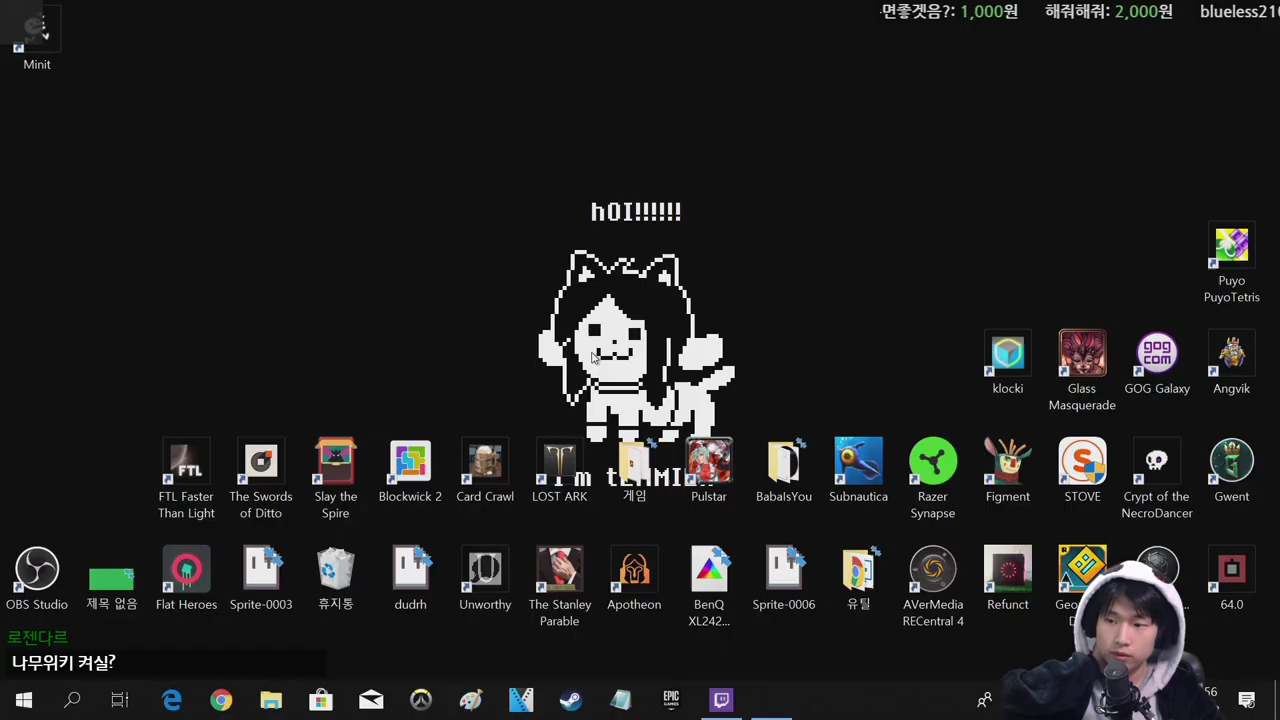 면좋겟음?: 1,000원 해줘해줘: 2,000원 blueless210
Minit
hOI!!!!!!
Puyo
PuyoTetris
klocki
Glass
Masquerade
GOG Galaxy
Angvik
FTL Faster
Than Light
The Swords
of Ditto
Slay the
Spire
Blockwick 2
Card Crawl
LOST ARK
게임
Pulstar
BabaIsYou
Subnautica
Razer
Synapse
Figment
STOVE
Crypt of the
NecroDancer
Gwent
OBS Studio
제목 없음
Flat Heroes
Sprite-0003
휴지통
dudrh
Unworthy
The Stanley
Parable
Apotheon
BenQ
XL242...
Sprite-0006
유틸
AVerMedia
RECentral 4
Refunct
64.0
로젠다르
나무위키 켜실?
EPIC
GAMES